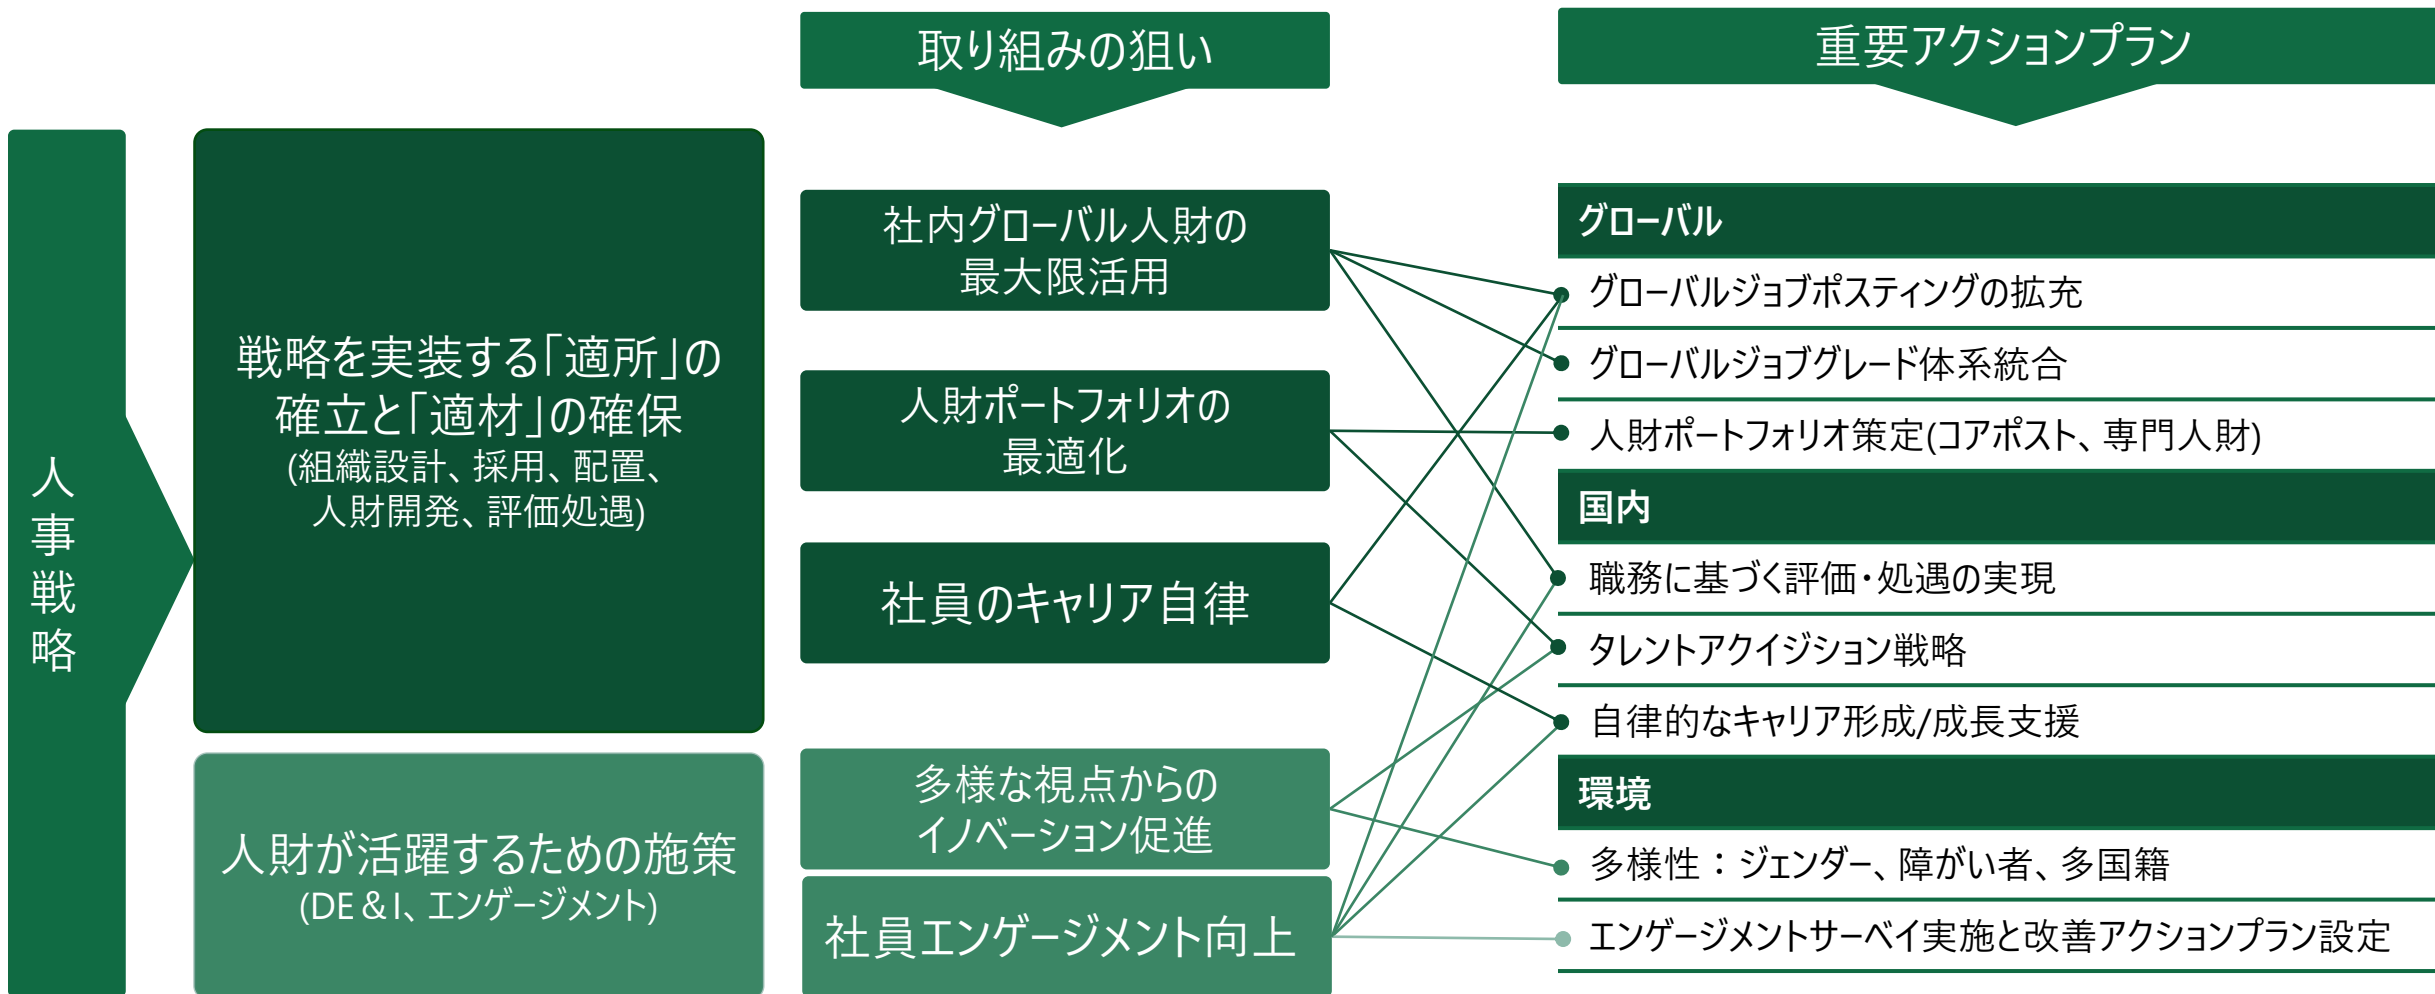 取り組みの狙い
重要アクションプラン
人事戦略
戦略を実装する「適所」の
確立と「適材」の確保
(組織設計、採用、配置、
人財開発、評価処遇)
人財が活躍するための施策
(DE＆I、エンゲージメント)
社内グローバル人財の
最大限活用
人財ポートフォリオの
最適化
社員のキャリア自律
多様な視点からの
イノベーション促進
社員エンゲージメント向上
グローバル
グローバルジョブポスティングの拡充
グローバルジョブグレード体系統合
人財ポートフォリオ策定(コアポスト、専門人財)
国内
職務に基づく評価・処遇の実現
タレントアクイジション戦略
自律的なキャリア形成/成長支援
環境
多様性：ジェンダー、障がい者、多国籍
エンゲージメントサーベイ実施と改善アクションプラン設定